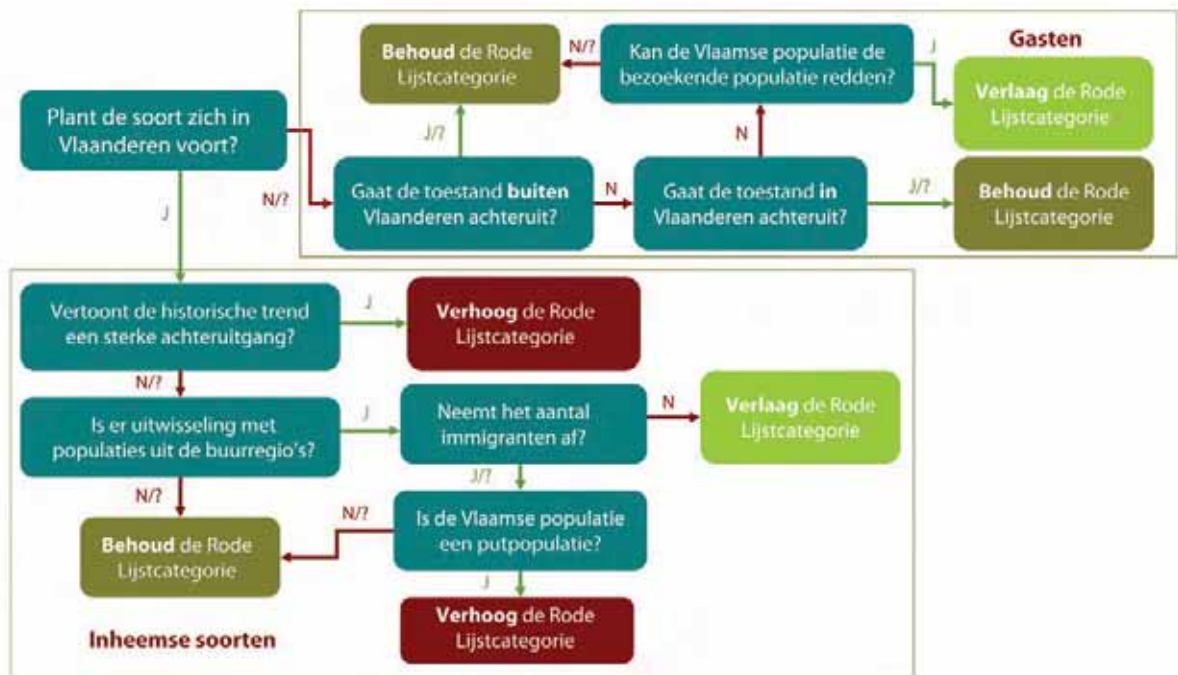 Plant de soort zich in
Vlaanderen voort?
J
N/?
Gasten
Behoud de Rode
Lijstcategorie
N/?
Kan de Vlaamse populatie de
bezoekende populatie redden?
J
Verlaag de Rode
Lijstcategorie
J/?
N
Gaat de toestand buiten
Vlaanderen achteruit?
N
Gaat de toestand in
Vlaanderen achteruit?
J/?
Behoud de Rode
Lijstcategorie
Vertoont de historische trend
een sterke achteruitgang?
J
Verhoog de Rode
Lijstcategorie
N/?
Is er uitwisseling met
populaties uit de buurregio's?
J
Neemt het aantal
immigranten af?
N
Verlaag de Rode
Lijstcategorie
N/?
J/?
Behoud de Rode
Lijstcategorie
N/?
Is de Vlaamse populatie
een putpopulatie?
J
Verhoog de Rode
Lijstcategorie
Inheemse soorten